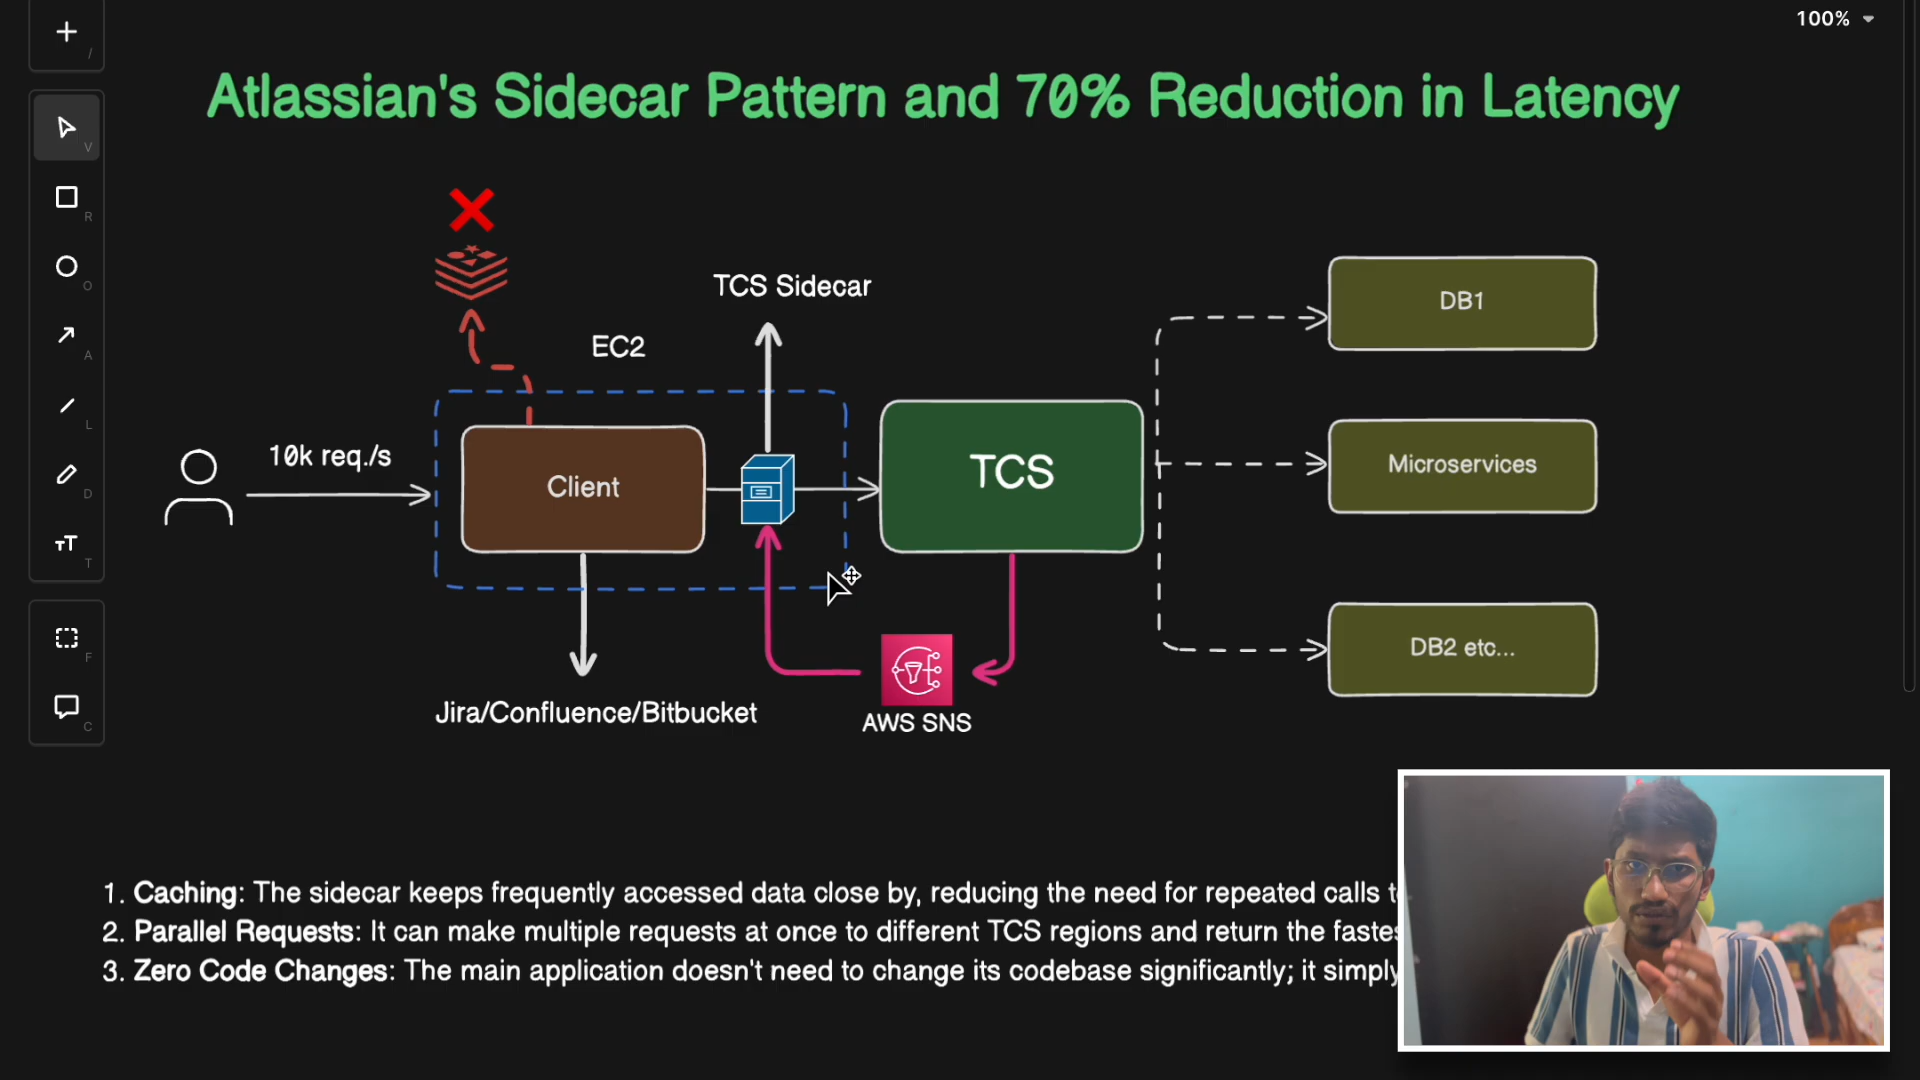 100%
/
Atlassian's Sidecar Pattern and 70% Reduction in Latency
V
R
O
A
L
D
T
F
C
TCS Sidecar
EC2
DB1
10k req./s
Client
TCS
Microservices
DB2 etc...
Jira/Confluence/Bitbucket
AWS SNS
1. Caching: The sidecar keeps frequently accessed data close by, reducing the need for repeated calls
2. Parallel Requests: It can make multiple requests at once to different TCS regions and return the
3. Zero Code Changes: The main application doesn't need to change its codebase significantly; it simply